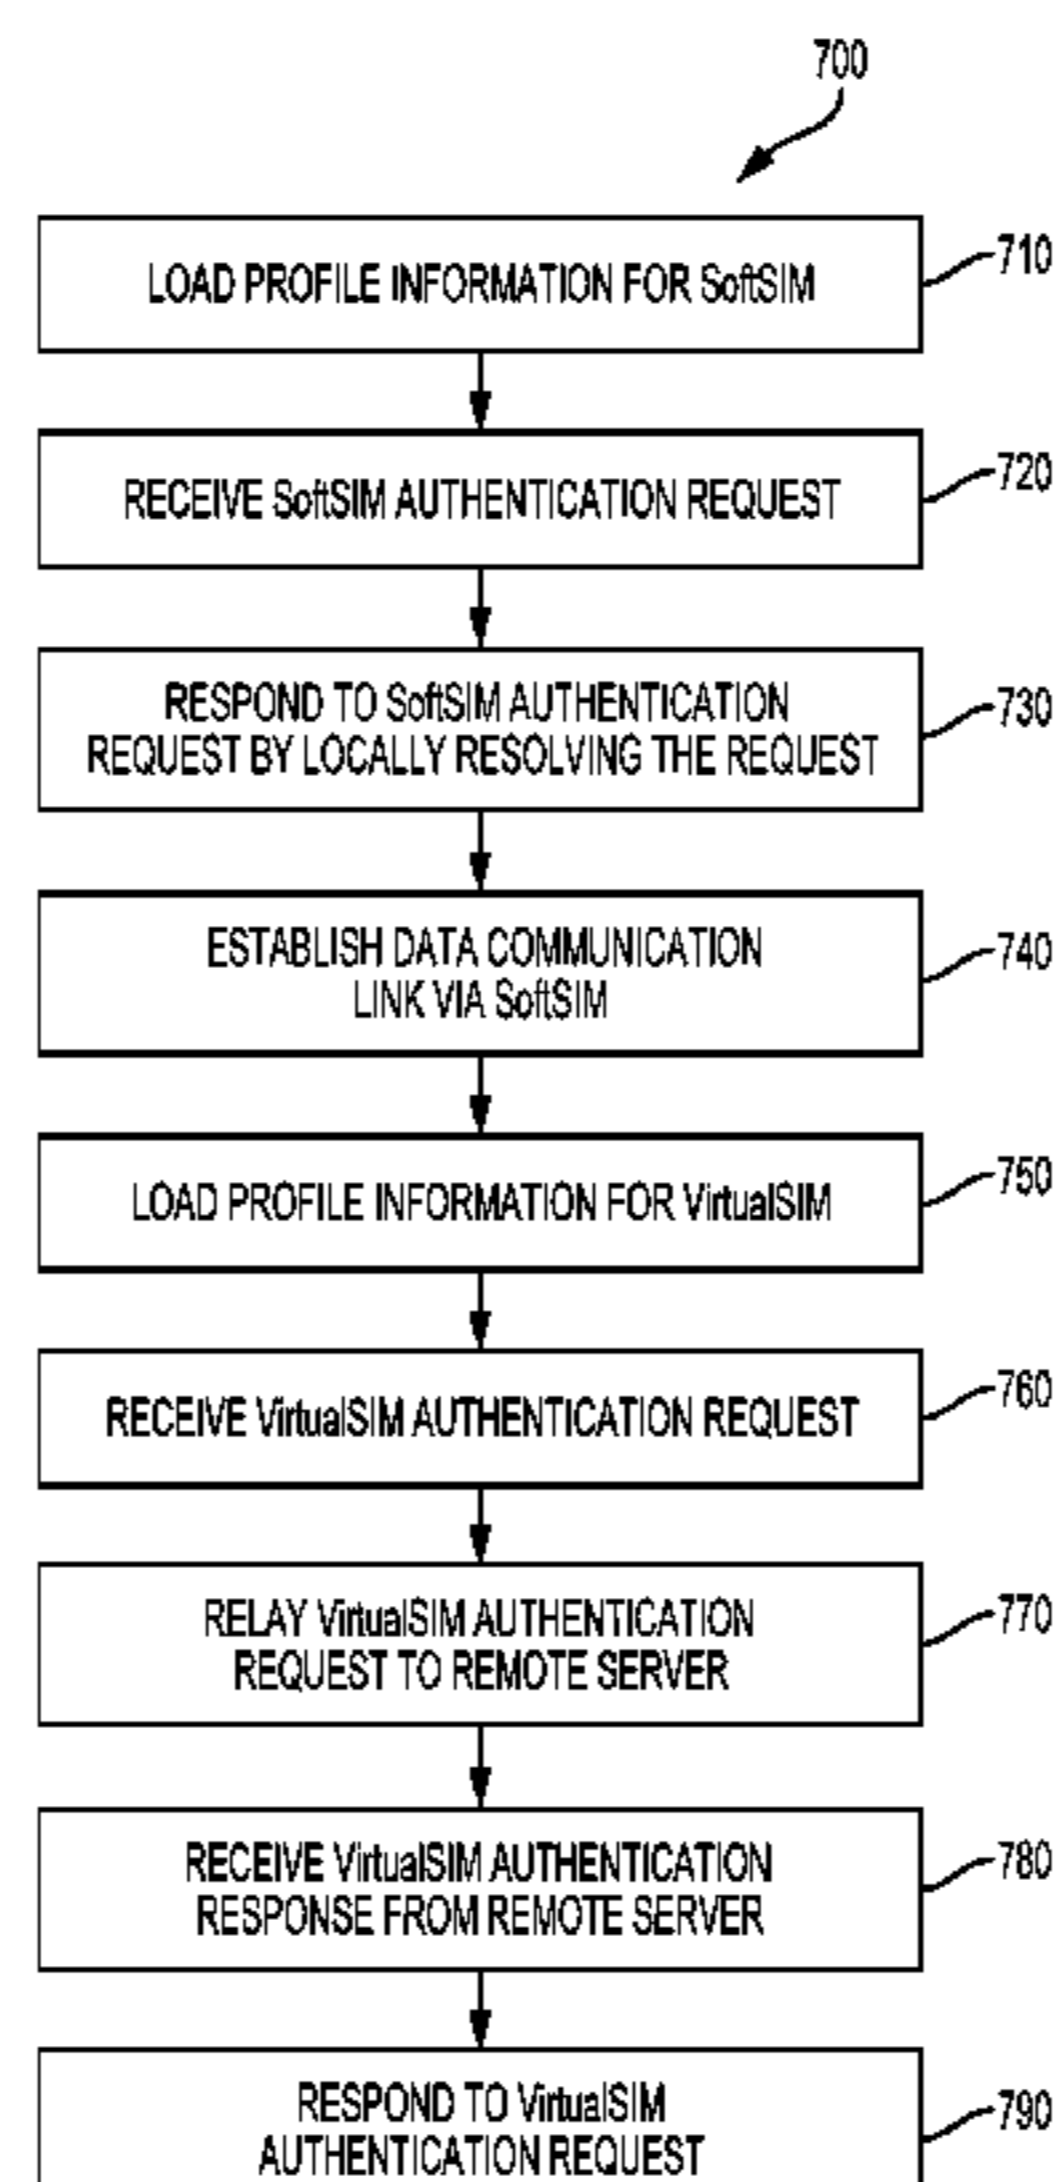 700
LOAD PROFILE INFORMATION FOR SoftSIM
710
RECEIVE SoftSIM AUTHENTICATION REQUEST
720
RESPOND TO SoftSIM AUTHENTICATION
REQUEST BY LOCALLY RESOLVING THE REQUEST
730
ESTABLISH DATA COMMUNICATION
LINK VIA SoftSIM
740
LOAD PROFILE INFORMATION FOR VirtualSIM
750
RECEIVE VirtualSIM AUTHENTICATION REQUEST
760
RELAY VirtualSIM AUTHENTICATION
REQUEST TO REMOTE SERVER
770
RECEIVE VirtualSIM AUTHENTICATION
RESPONSE FROM REMOTE SERVER
780
RESPOND TO VirtualSIM
AUTHENTICATION REQUEST
790